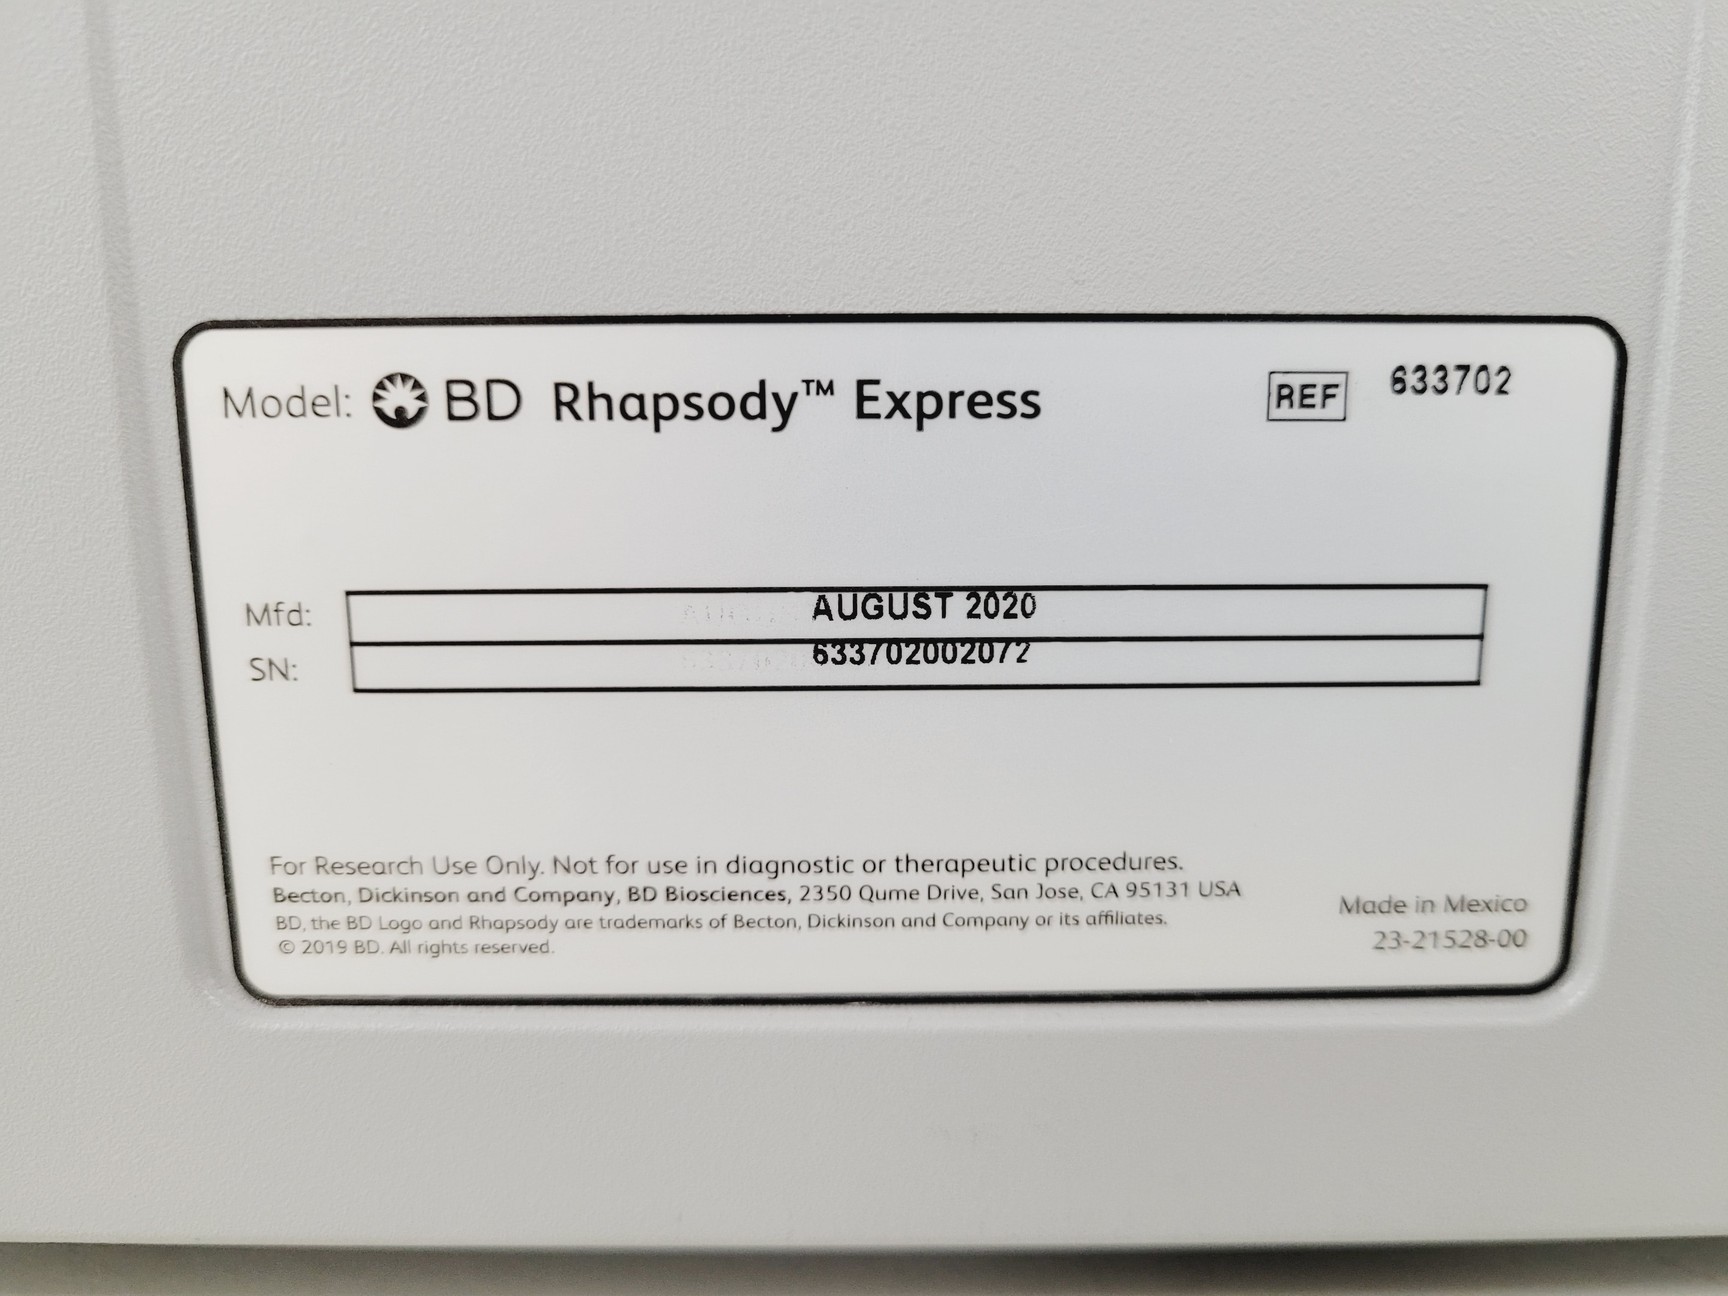 Model: BD Rhapsody™ Express REF 633702
Mfd: AUGUST 2020
SN: 633702002072
For Research Use Only. Not for use in diagnostic or therapeutic procedures.
Becton, Dickinson and Company, BD Biosciences, 2350 Qume Drive, San Jose, CA 95131 USA
BD, the BD Logo and Rhapsody are trademarks of Becton, Dickinson and Company or its affiliates.
© 2019 BD. All rights reserved.
Made in Mexico
23-21528-00